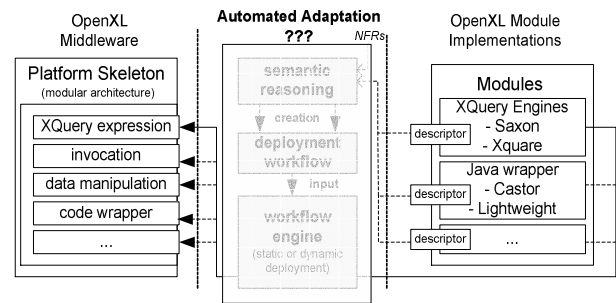 OpenXL
Middleware
Platform Skeleton
(modular architecture)
XQuery expression
invocation
data manipulation
code wrapper
...
Automated Adaptation
???
NFRs
semantic
reasoning
creation
deployment
workflow
input
workflow
engine
(static or dynamic
deployment)
OpenXL Module
Implementations
Modules
XQuery Engines
- Saxon
- Xquare
descriptor
Java wrapper
- Castor
- Lightweight
descriptor
...
descriptor